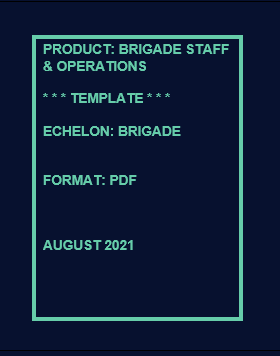 PRODUCT: BRIGADE STAFF
& OPERATIONS
* * * TEMPLATE * * *
ECHELON: BRIGADE
FORMAT: PDF
AUGUST 2021